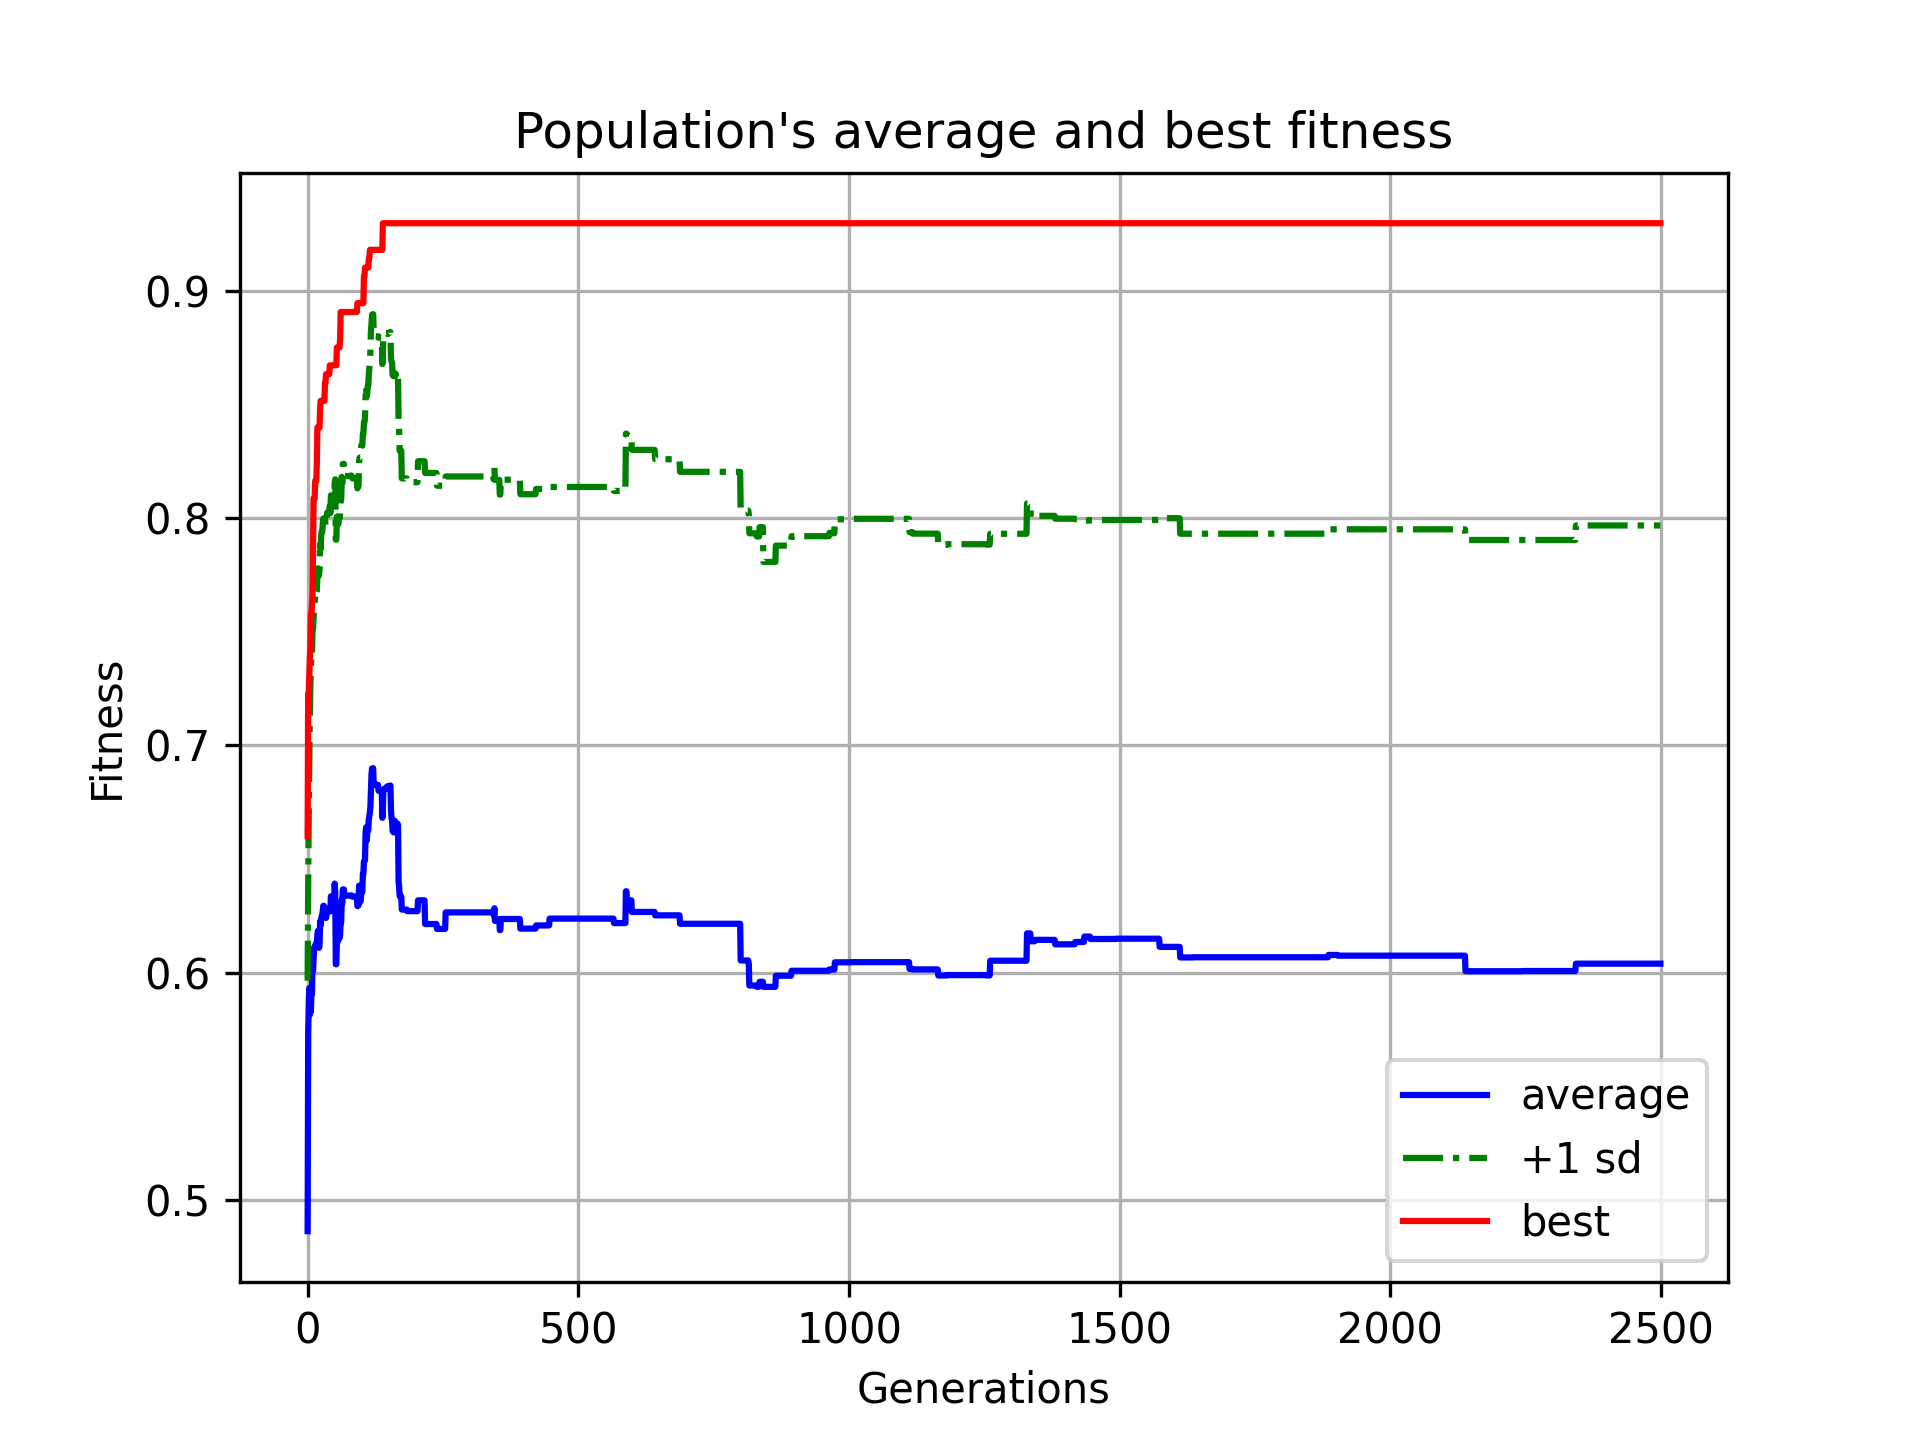 Population's average and best fitness
Fitness
0.9
0.8
0.7
0.6
0.5
0 500 1000 1500 2000 2500
Generations
average
+1 sd
best